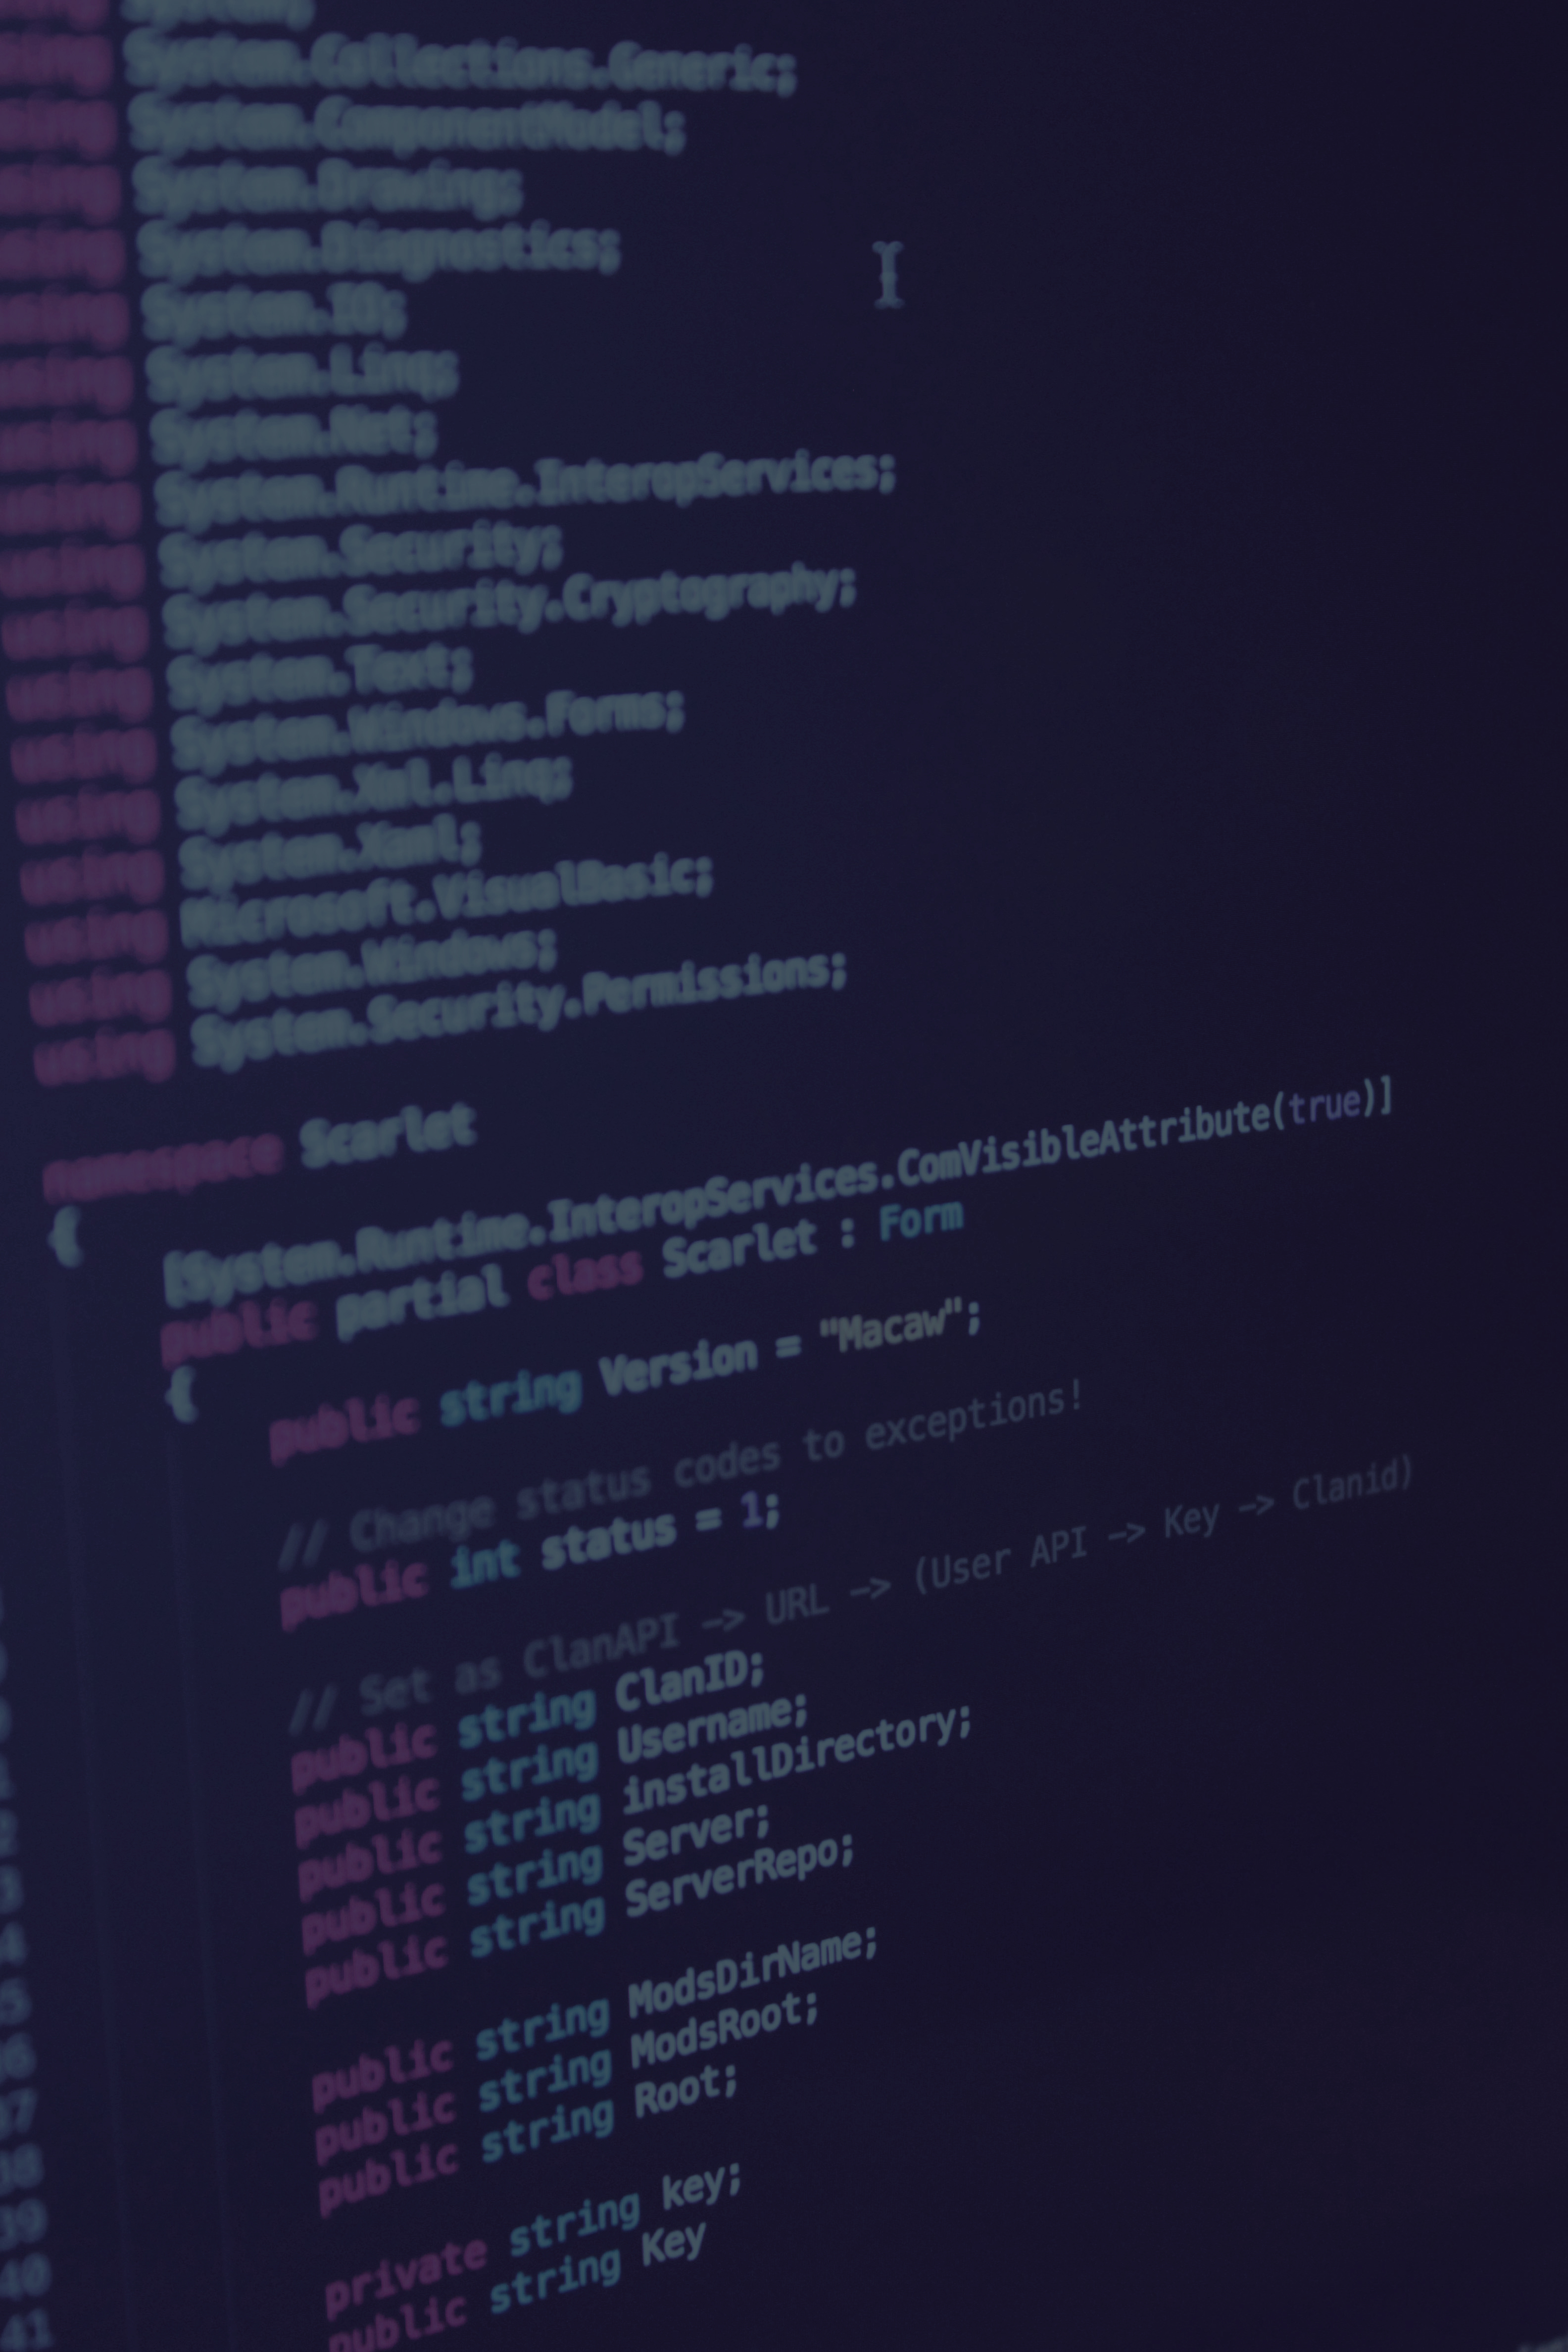 using System;
using System.Collections.Generic;
using System.ComponentModel;
using System.Drawing;
using System.Diagnostics;
using System.IO;
using System.Linq;
using System.Net;
using System.Runtime.InteropServices;
using System.Security;
using System.Security.Cryptography;
using System.Text;
using System.Windows.Forms;
using System.Xml.Linq;
using System.Xaml;
using Microsoft.VisualBasic;
using System.Windows;
using System.Security.Permissions;
namespace Scarlet
{
[System.Runtime.InteropServices.ComVisibleAttribute(true)]
public partial class Scarlet : Form
{
public string Version = "Macaw";
// Change status codes to exceptions!
public int status = 1;
// Set as ClanAPI —> URL —> (User API —> Key —> Clanid)
public string ClanID;
public string Username;
public string installDirectory;
public string Server;
public string ServerRepo;
36 public string ModsDirName;
37 public string ModsRoot;
38 public string Root;
39
40 private string key;
41 public string Key